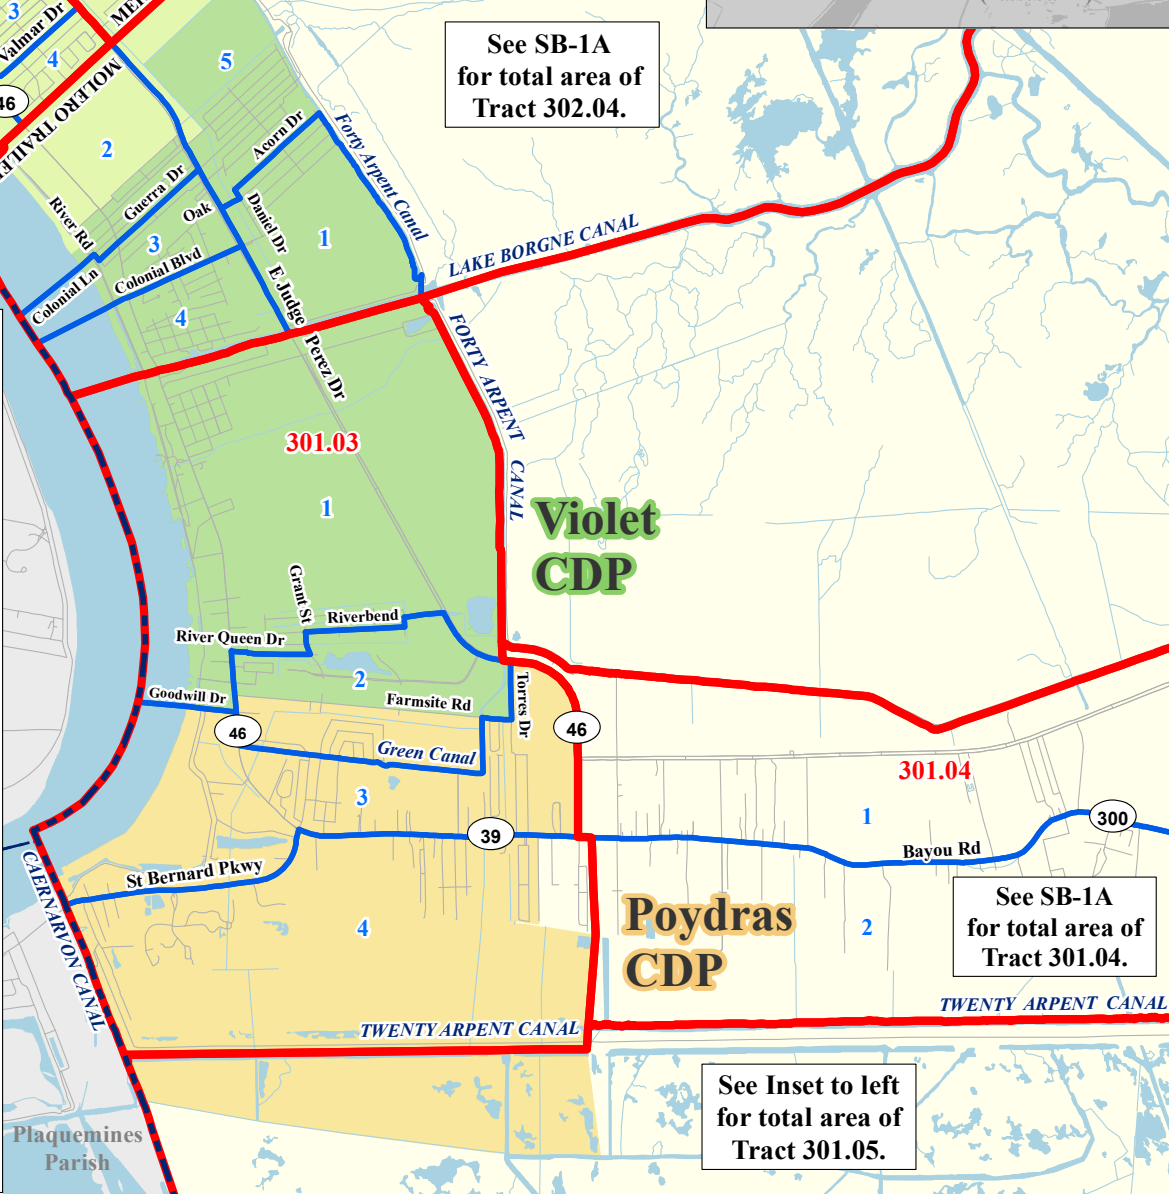 3
Valmar Dr
4
46
MOLERO TRAILE
2
5
See SB-1A
for total area of
Tract 302.04.
Acorn Dr
Forty Arpent Canal
Guerra Dr
River Rd
Oak
Daniel Dr
3
1
Colonial Ln
Colonial Blvd
E Judge Perez Dr
4
LAKE BORGNE CANAL
FORTY ARPENT CANAL
301.03
1
Violet
CDP
Grant St
Riverbend
River Queen Dr
2
Goodwill Dr
Farmsite Rd
Torres Dr
46
46
Green Canal
301.04
3
1
39
300
Bayou Rd
St Bernard Pkwy
CAERNARVON CANAL
4
Poydras
CDP
2
See SB-1A
for total area of
Tract 301.04.
TWENTY ARPENT CANAL
TWENTY ARPENT CANAL
See Inset to left
for total area of
Tract 301.05.
Plaquemines
Parish